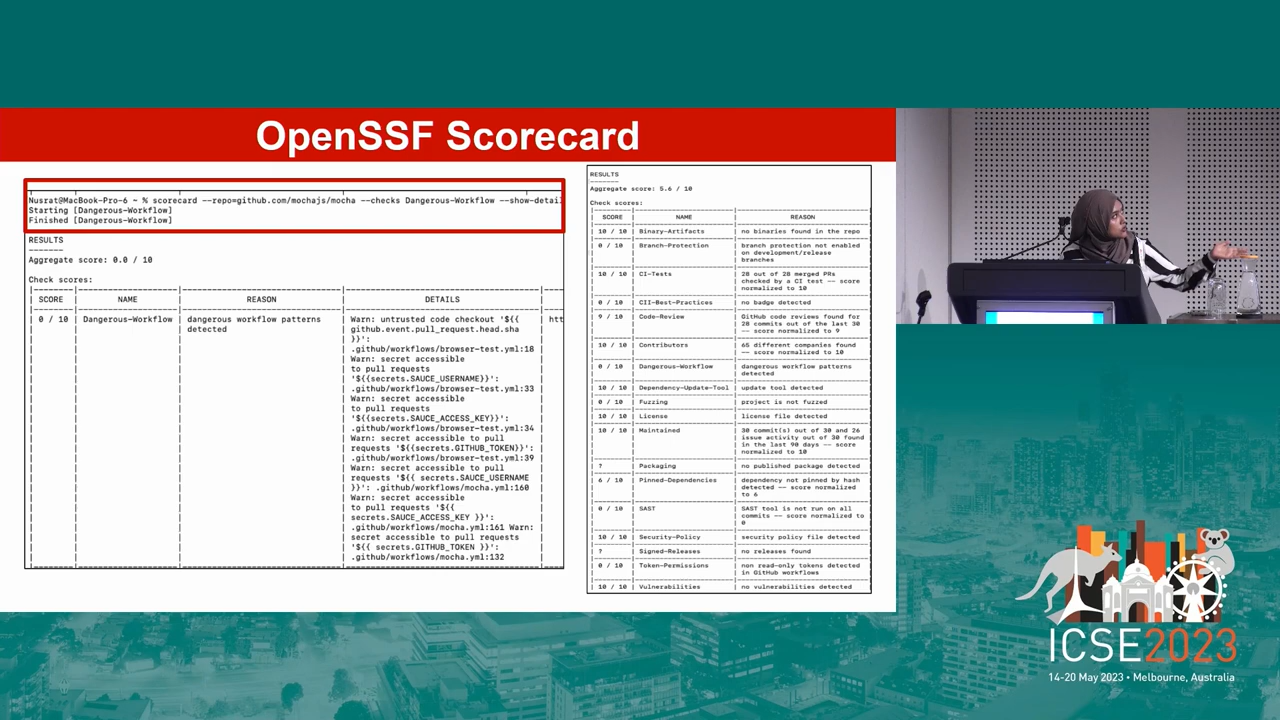 OpenSSF Scorecard
Nusrat@MacBook-Pro-6 ~ % scorecard --repo=github.com/mochajs/mocha --checks Dangerous-Workflow --show-detai
Starting [Dangerous-Workflow]
Finished [Dangerous-Workflow]
RESULTS
-------
Aggregate score: 0.0 / 10
Check scores:
SCORE | NAME | REASON | DETAILS
0 / 10 | Dangerous-Workflow | dangerous workflow patterns | Warn: untrusted code checkout '${{ | htt
detected | github.event.pull_request.head.sha
}}':
.github/workflows/browser-test.yml:18
Warn: secret accessible
to pull requests
'${{secrets.SAUCE_USERNAME}}':
.github/workflows/browser-test.yml:33
Warn: secret accessible
to pull requests
'${{secrets.SAUCE_ACCESS_KEY}}':
.github/workflows/browser-test.yml:34
Warn: secret accessible to pull
requests '${{secrets.GITHUB_TOKEN}}':
.github/workflows/browser-test.yml:39
Warn: secret accessible to pull
requests '${{ secrets.SAUCE_USERNAME
}}': .github/workflows/mocha.yml:160
Warn: secret accessible
to pull requests '${{
secrets.SAUCE_ACCESS_KEY }}':
.github/workflows/mocha.yml:161 Warn:
secret accessible to pull requests
'${{ secrets.GITHUB_TOKEN }}':
.github/workflows/mocha.yml:132
RESULTS
-------
Aggregate score: 5.6 / 10
Check scores:
SCORE | NAME | REASON
10 / 10 | Binary-Artifacts | no binaries found in the repo
0 / 10 | Branch-Protection | branch protection not enabled
on development/release
branches
10 / 10 | CI-Tests | 28 out of 28 merged PRs
checked by a CI test -- score
normalized to 10
0 / 10 | CII-Best-Practices | no badge detected
9 / 10 | Code-Review | GitHub code reviews found for
28 commits out of the last 30
-- score normalized to 9
10 / 10 | Contributors | 65 different companies found
-- score normalized to 10
0 / 10 | Dangerous-Workflow | dangerous workflow patterns
detected
10 / 10 | Dependency-Update-Tool | update tool detected
0 / 10 | Fuzzing | project is not fuzzed
10 / 10 | License | license file detected
10 / 10 | Maintained | 30 commit(s) out of 30 and 26
issue activity out of 30 found
in the last 90 days -- score
normalized to 10
? | Packaging | no published package detected
6 / 10 | Pinned-Dependencies | dependency not pinned by hash
detected -- score normalized
to 6
0 / 10 | SAST | SAST tool is not run on all
commits -- score normalized to
0
10 / 10 | Security-Policy | security policy file detected
? | Signed-Releases | no releases found
0 / 10 | Token-Permissions | non read-only tokens detected
in GitHub workflows
10 / 10 | Vulnerabilities | no vulnerabilities detected
ICSE2023
14-20 May 2023 • Melbourne, Australia